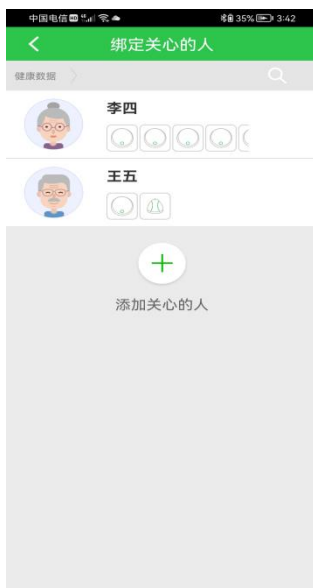 中国电信 HD 35% 3:42
绑定关心的人
健康数据
李四
王五
添加关心的人